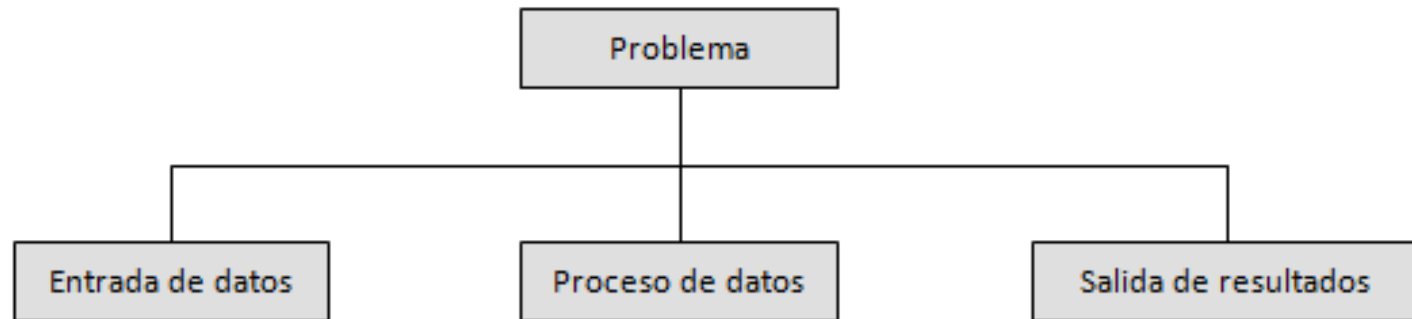 Problema
Entrada de datos
Proceso de datos
Salida de resultados